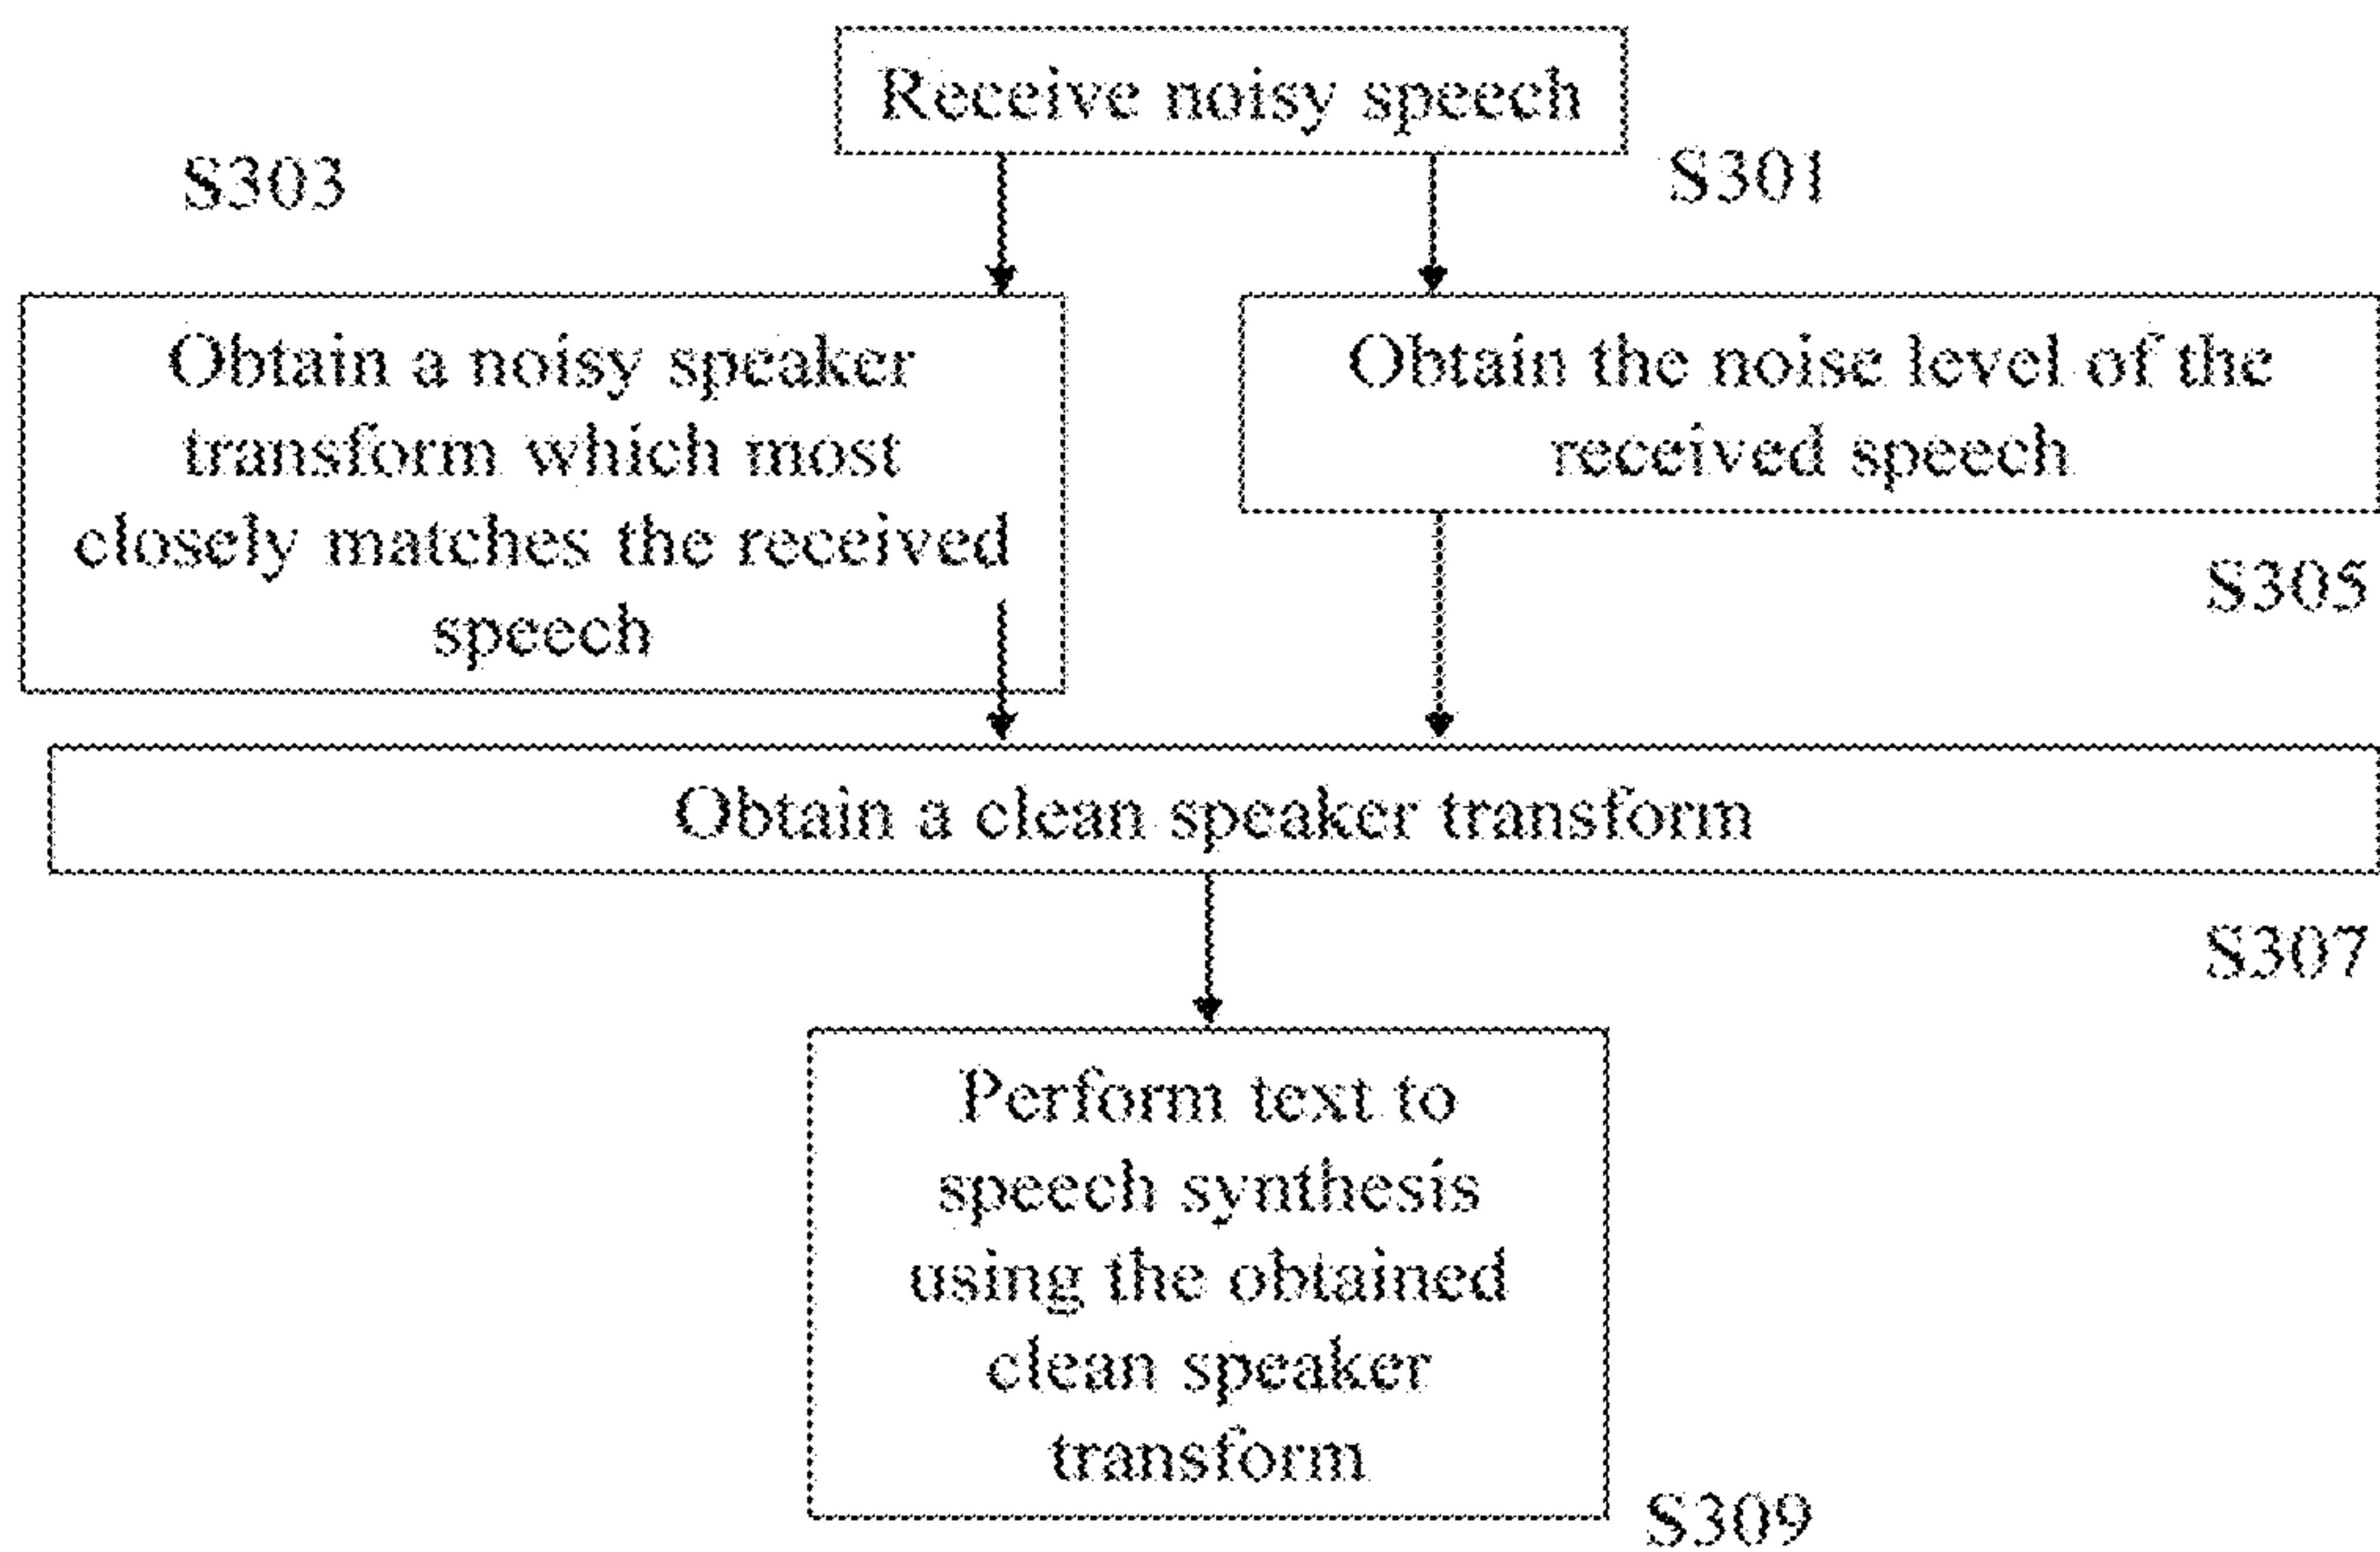 Receive noisy speech
S303
S301
Obtain a noisy speaker
transform which most
closely matches the received
speech
Obtain the noise level of the
received speech
S305
Obtain a clean speaker transform
S307
Perform text to
speech synthesis
using the obtained
clean speaker
transform
S309